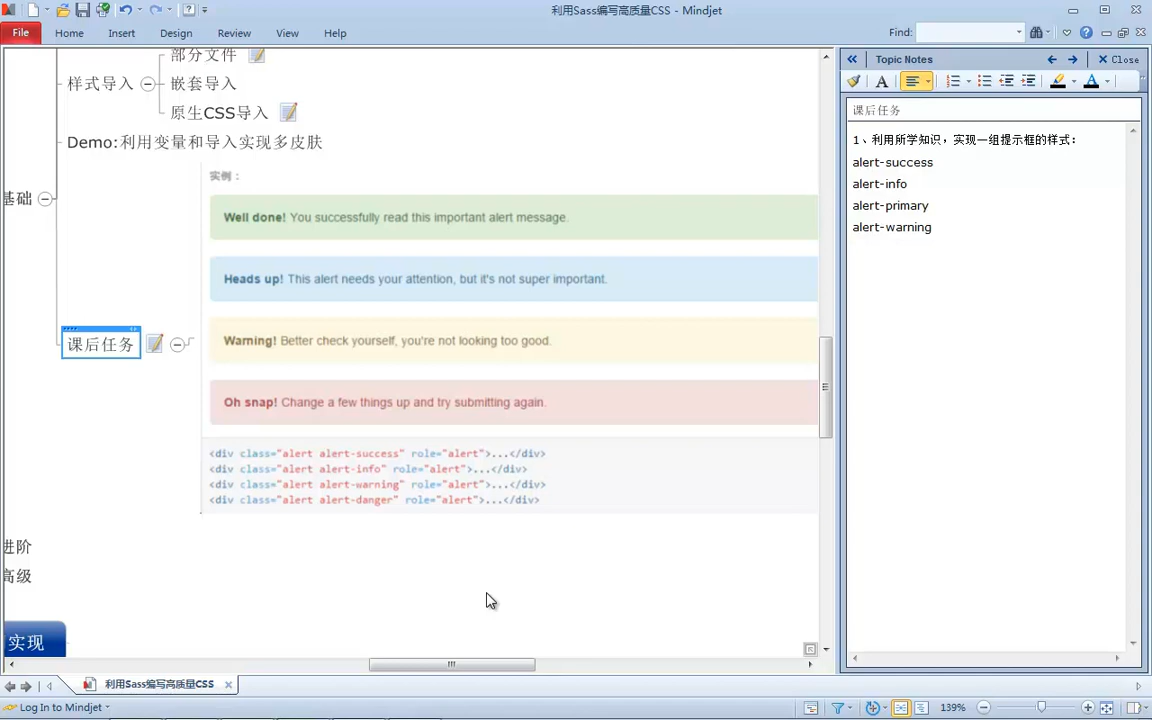 利用Sass编写高质量CSS - Mindjet
File Home Insert Design Review View Help Find:
部分文件
样式导入
嵌套导入
原生CSS导入
Demo:利用变量和导入实现多皮肤
基础
实例：
Well done! You successfully read this important alert message.
Heads up! This alert needs your attention, but it's not super important.
课后任务
Warning! Better check yourself, you're not looking too good.
Oh snap! Change a few things up and try submitting again.
<div class="alert alert-success" role="alert">...</div>
<div class="alert alert-info" role="alert">...</div>
<div class="alert alert-warning" role="alert">...</div>
<div class="alert alert-danger" role="alert">...</div>
进阶
高级
实现
Topic Notes Close
课后任务
1、利用所学知识，实现一组提示框的样式：
alert-success
alert-info
alert-primary
alert-warning
利用Sass编写高质量CSS
Log In to Mindjet 139%